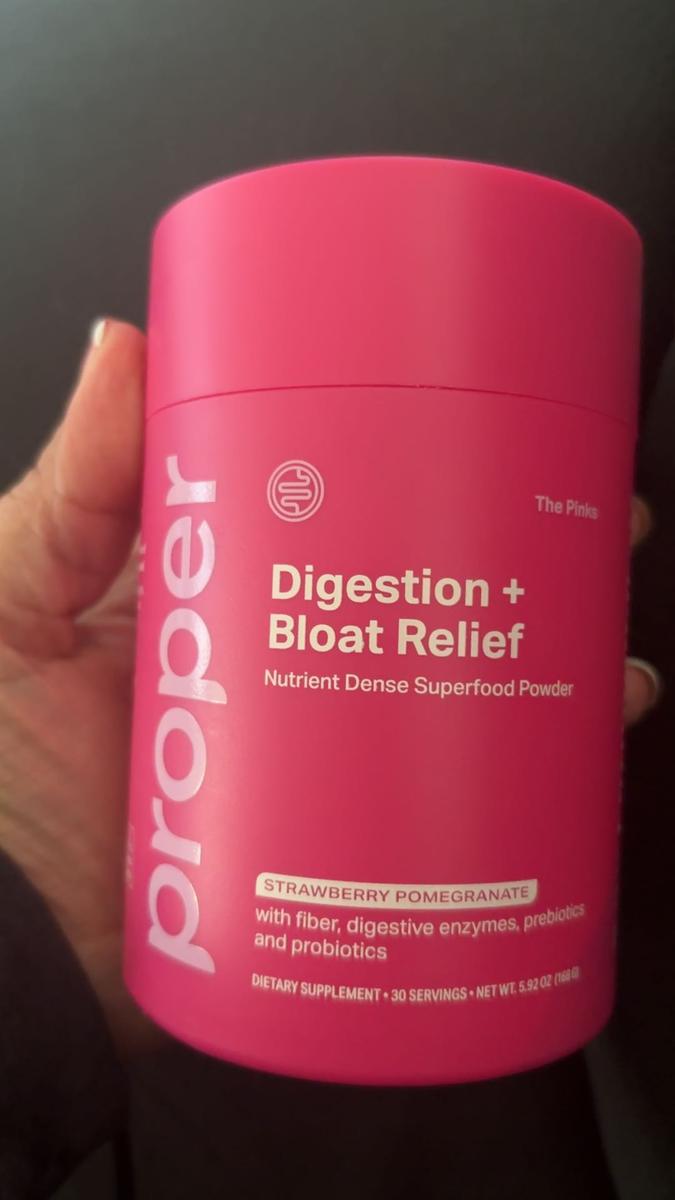 proper
The Pinks
Digestion +
Bloat Relief
Nutrient Dense Superfood Powder
STRAWBERRY POMEGRANATE
with fiber, digestive enzymes, prebiotics
and probiotics
DIETARY SUPPLEMENT • 30 SERVINGS • NET WT. 5.92 OZ (168 G)